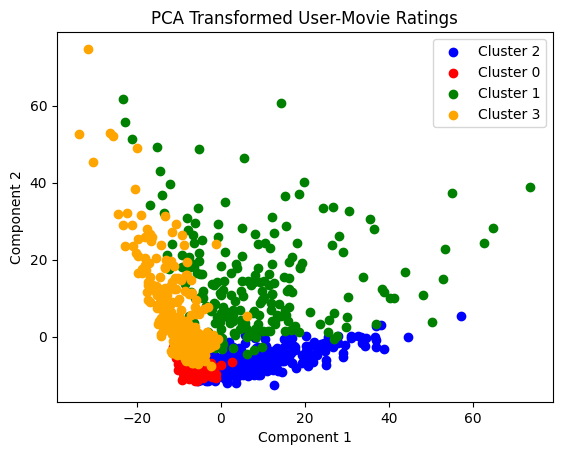 PCA Transformed User-Movie Ratings
Cluster 2
Cluster 0
Cluster 1
Cluster 3
Component 2
60
40
20
0
−20 0 20 40 60
Component 1